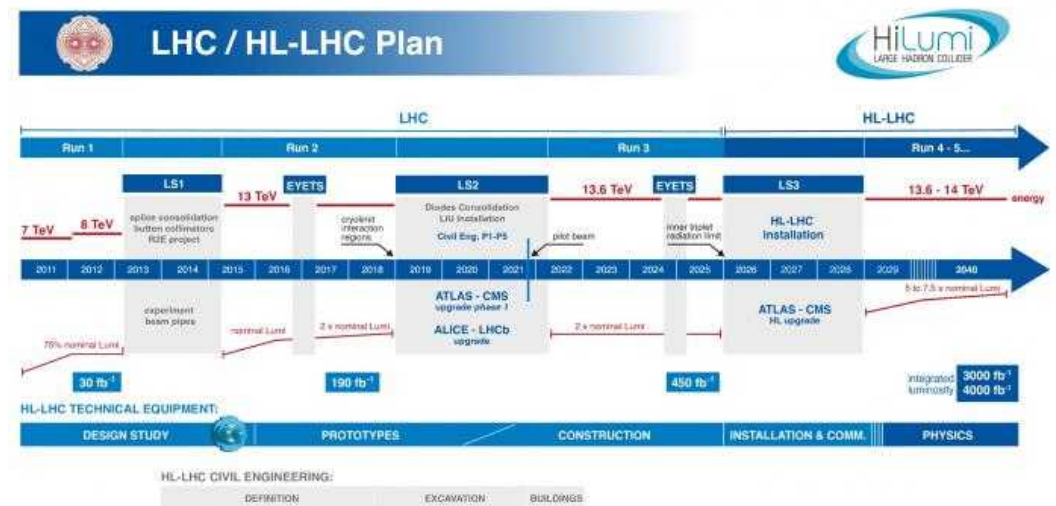 LHC / HL-LHC Plan
HiLumi
LARGE HADRON COLLIDER
LHC
HL-LHC
Run 1
Run 2
Run 3
Run 4 - 5...
LS1
EYETS
LS2
EYETS
LS3
7 TeV
8 TeV
13 TeV
13.6 TeV
13.6 - 14 TeV
energy
splice consolidation
button collimators
R2E project
cryolimit
interaction
regions
Diodes Consolidation
LIU Installation
Civil Eng. P1-P5
pilot beam
inner triplet
radiation limit
HL-LHC
installation
2011 2012 2013 2014 2015 2016 2017 2018 2019 2020 2021 2022 2023 2024 2025 2026 2027 2028 2029 2040
experiment
beam pipes
75% nominal Lumi
nominal Lumi
2 x nominal Lumi
ATLAS - CMS
upgrade phase 1
ALICE - LHCb
upgrade
2 x nominal Lumi
ATLAS - CMS
HL upgrade
5 to 7.5 x nominal Lumi
30 fb⁻¹
190 fb⁻¹
450 fb⁻¹
integrated
luminosity
3000 fb⁻¹
4000 fb⁻¹
HL-LHC TECHNICAL EQUIPMENT:
DESIGN STUDY
PROTOTYPES
CONSTRUCTION
INSTALLATION & COMM.
PHYSICS
HL-LHC CIVIL ENGINEERING:
DEFINITION
EXCAVATION
BUILDINGS